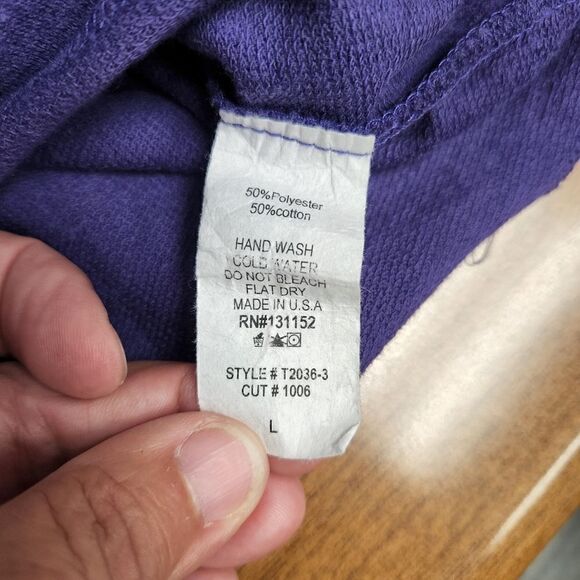 50%Polyester
50%cotton
HAND WASH
COLD WATER
DO NOT BLEACH
FLAT DRY
MADE IN U.S.A
RN#131152
STYLE # T2036-3
CUT # 1006
L